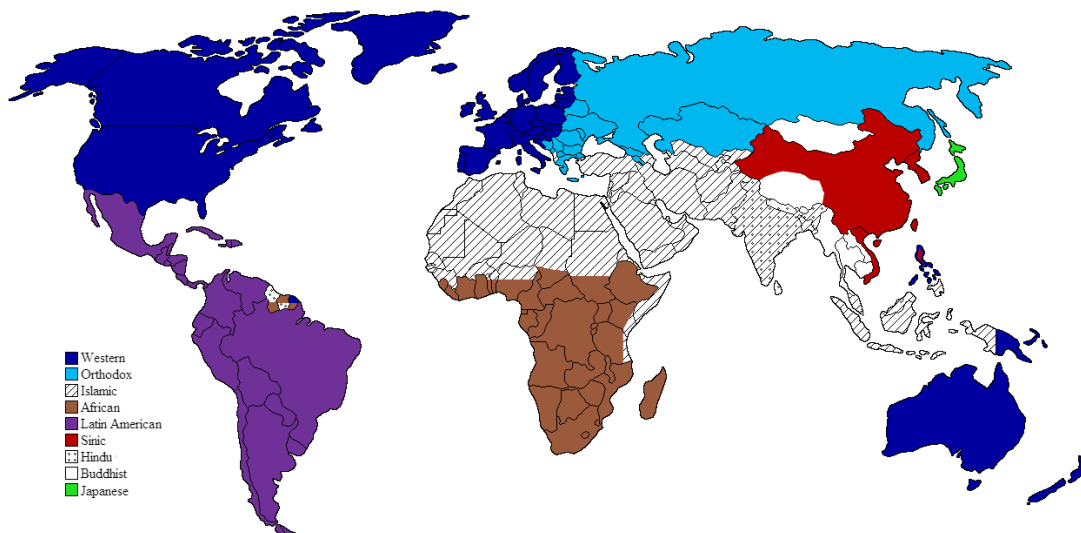 Western
Orthodox
Islamic
African
Latin American
Sinic
Hindu
Buddhist
Japanese